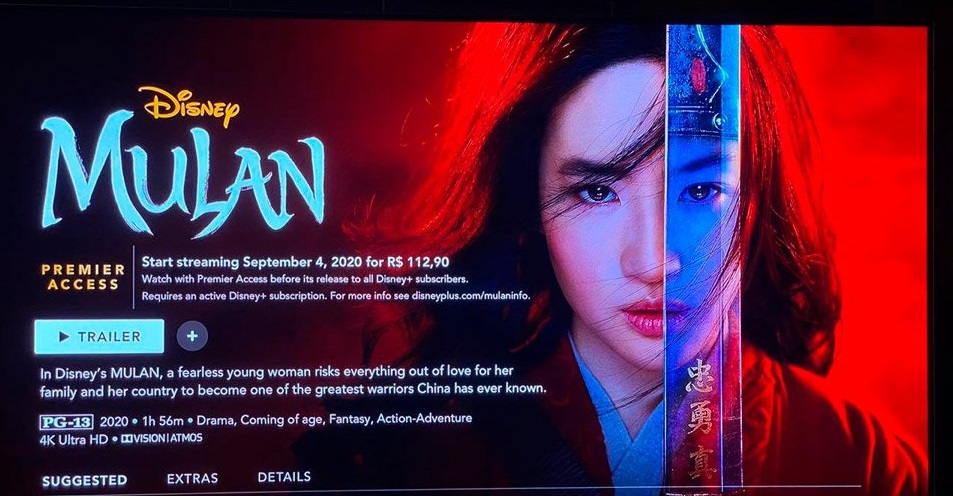 Disney
MULAN
PREMIER
ACCESS
Start streaming September 4, 2020 for R$ 112,90
Watch with Premier Access before its release to all Disney+ subscribers.
Requires an active Disney+ subscription. For more info see disneyplus.com/mulaninfo.
TRAILER
In Disney's MULAN, a fearless young woman risks everything out of love for her
family and her country to become one of the greatest warriors China has ever known.
PG-13 2020 • 1h 56m • Drama, Coming of age, Fantasy, Action-Adventure
4K Ultra HD • VISION | ATMOS
SUGGESTED EXTRAS DETAILS
忠
勇
真